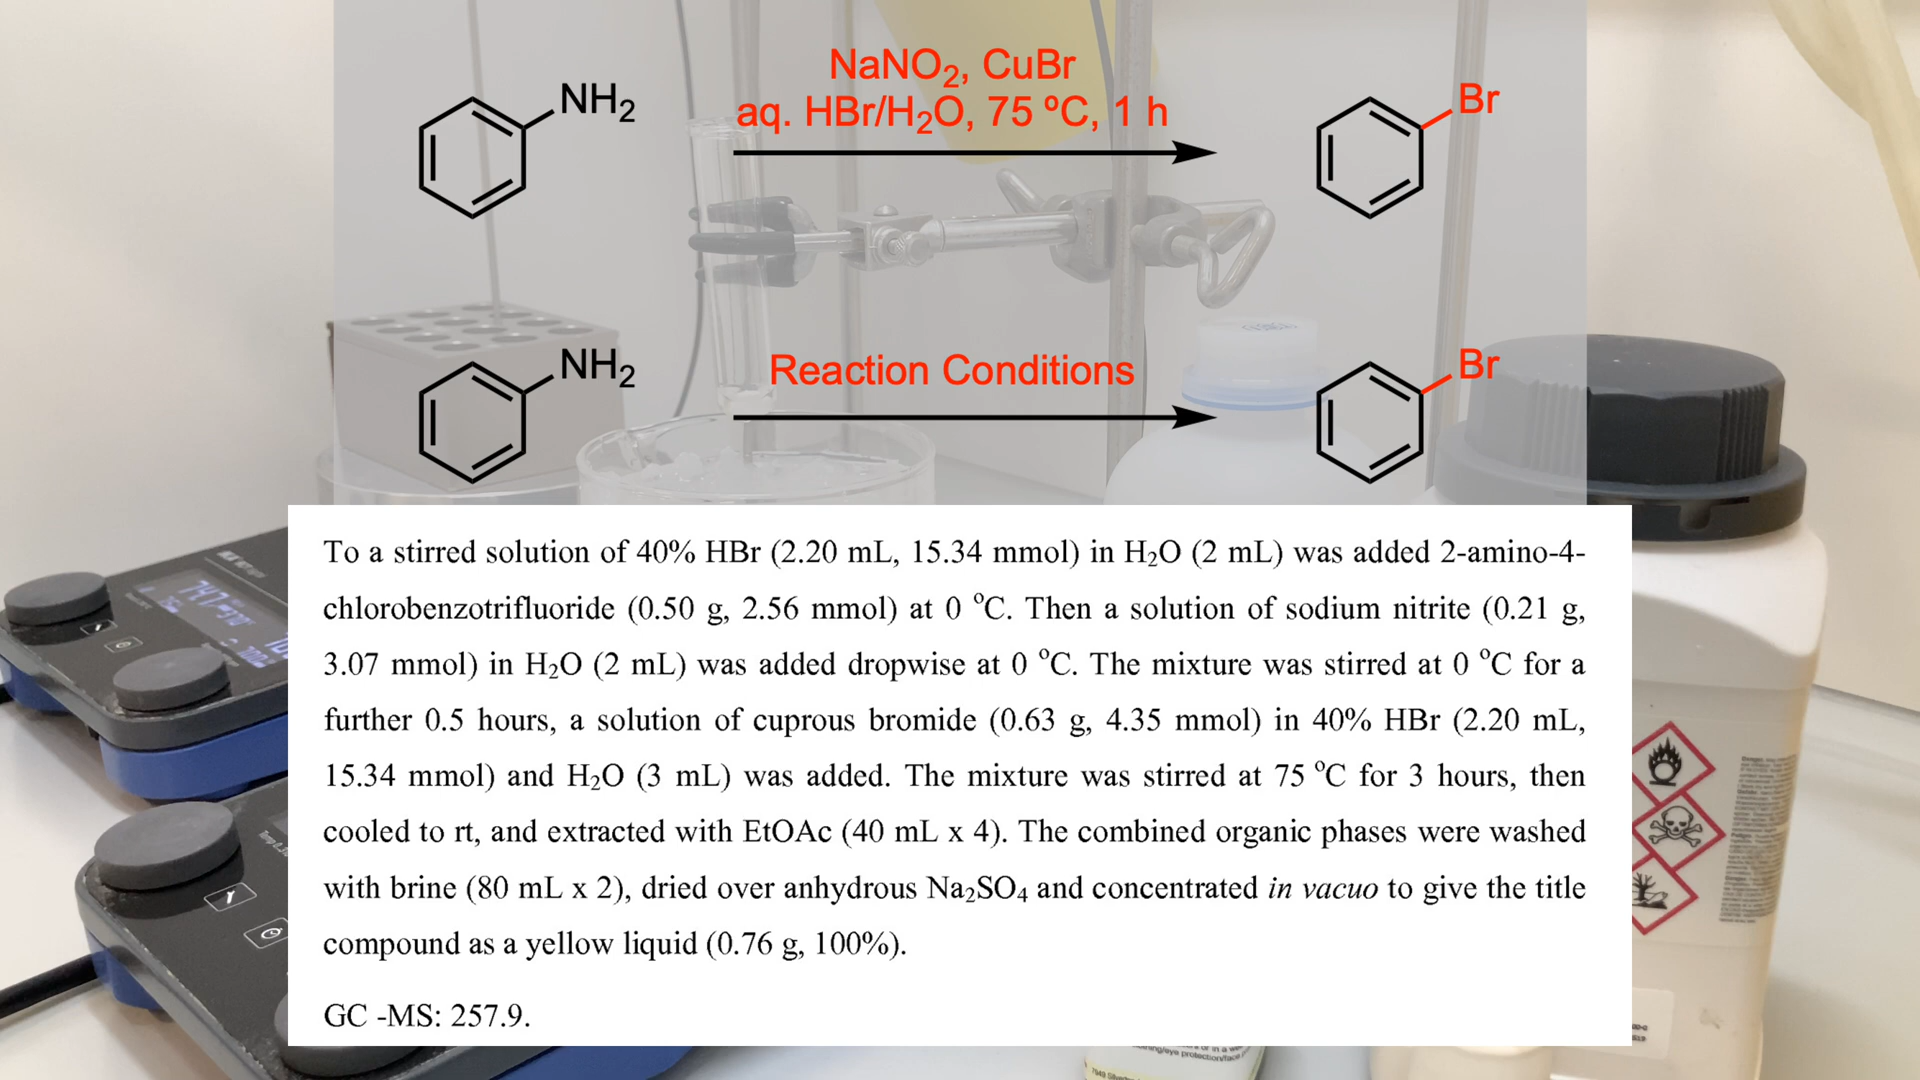 NH2
NaNO2, CuBr
aq. HBr/H2O, 75 ºC, 1 h
Br
NH2
Reaction Conditions
Br
To a stirred solution of 40% HBr (2.20 mL, 15.34 mmol) in H2O (2 mL) was added 2-amino-4-
chlorobenzotrifluoride (0.50 g, 2.56 mmol) at 0 °C. Then a solution of sodium nitrite (0.21 g,
3.07 mmol) in H2O (2 mL) was added dropwise at 0 °C. The mixture was stirred at 0 °C for a
further 0.5 hours, a solution of cuprous bromide (0.63 g, 4.35 mmol) in 40% HBr (2.20 mL,
15.34 mmol) and H2O (3 mL) was added. The mixture was stirred at 75 °C for 3 hours, then
cooled to rt, and extracted with EtOAc (40 mL x 4). The combined organic phases were washed
with brine (80 mL x 2), dried over anhydrous Na2SO4 and concentrated in vacuo to give the title
compound as a yellow liquid (0.76 g, 100%).
GC -MS: 257.9.